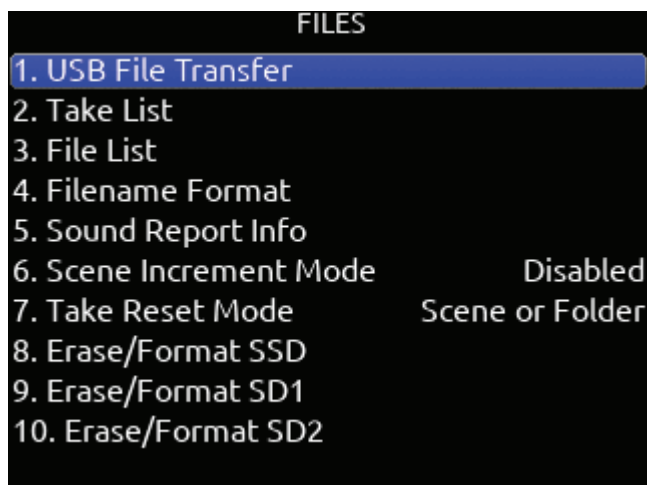 FILES
1. USB File Transfer
2. Take List
3. File List
4. Filename Format
5. Sound Report Info
6. Scene Increment Mode Disabled
7. Take Reset Mode Scene or Folder
8. Erase/Format SSD
9. Erase/Format SD1
10. Erase/Format SD2